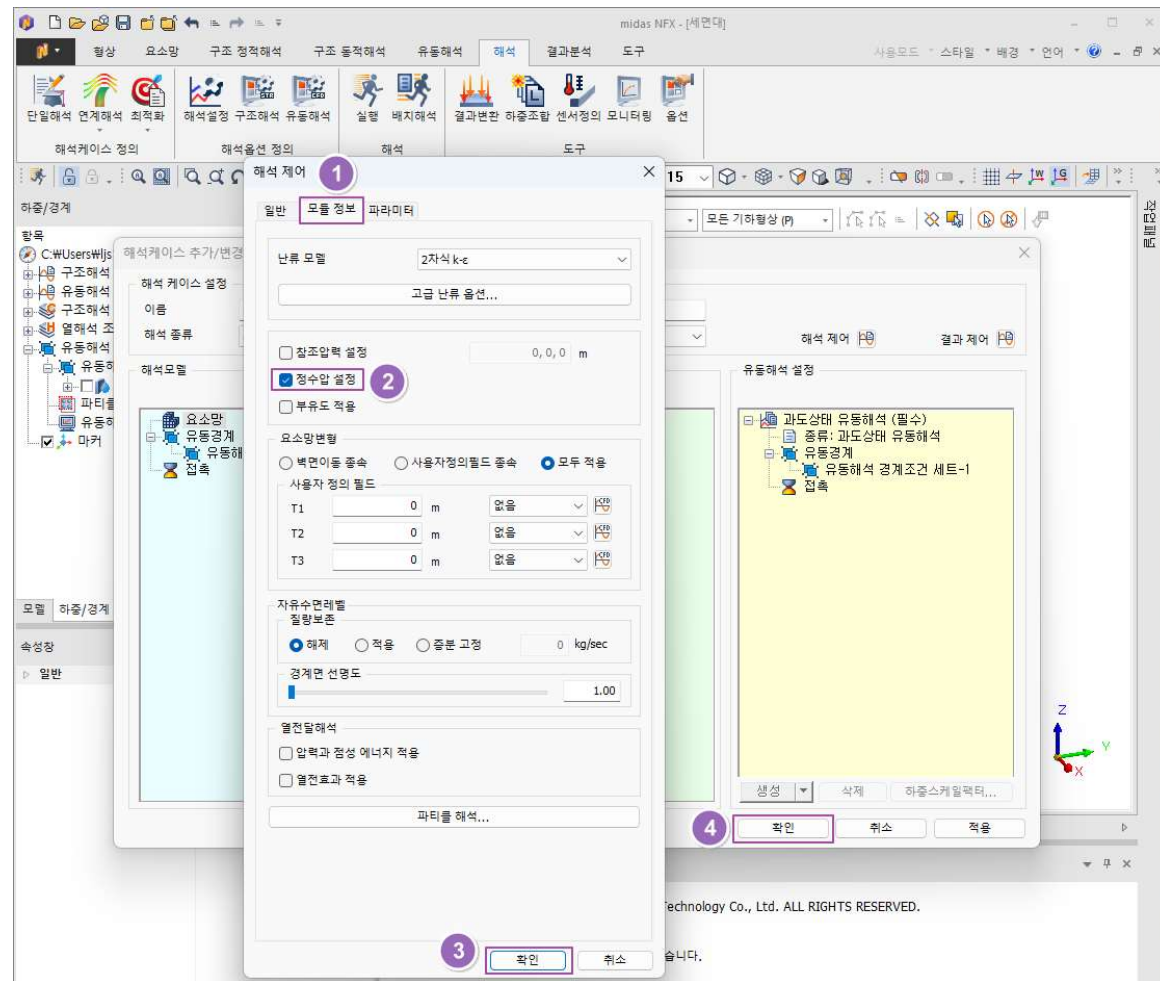 midas NFX - [세면대]
형상 요소망 구조 정적해석 구조 동적해석 유동해석 해석 결과분석 도구 사용모드 스타일 배경 언어
단일해석 연계해석 최적화 해석설정 구조해석 유동해석 실행 배치해석 결과변환 하중조합 센서정의 모니터링 옵션
해석케이스 정의 해석옵션 정의 해석 도구
해석 제어 1 15
하중/경계
일반 모듈 정보 파라미터
모든 기하형상 (P)
작업패널
항목
C:₩Users₩ljs
구조해석
유동해석
구조해석
열해석 조
유동해석
유동해
파티클
유동해
마커
해석케이스 추가/변경
해석 케이스 설정
이름
해석 종류
해석 제어 결과 제어
해석모델
요소망
유동경계
유동해
접촉
난류 모델 2차식 k-ε
고급 난류 옵션...
참조압력 설정 0, 0, 0 m
정수압 설정 2
부유도 적용
요소망변형
벽면이동 종속 사용자정의필드 종속 모두 적용
사용자 정의 필드
T1 0 m 없음
T2 0 m 없음
T3 0 m 없음
자유수면레벨
질량보존
해제 적용 증분 고정 0 kg/sec
경계면 선명도
1.00
열전달해석
압력과 점성 에너지 적용
열전효과 적용
파티클 해석...
3 확인 취소
유동해석 설정
과도상태 유동해석 (필수)
종류: 과도상태 유동해석
유동경계
유동해석 경계조건 세트-1
접촉
생성 삭제 하중스케일팩터...
4 확인 취소 적용
모델 하중/경계
속성창
일반
Z
Y
X
Technology Co., Ltd. ALL RIGHTS RESERVED.
습니다.